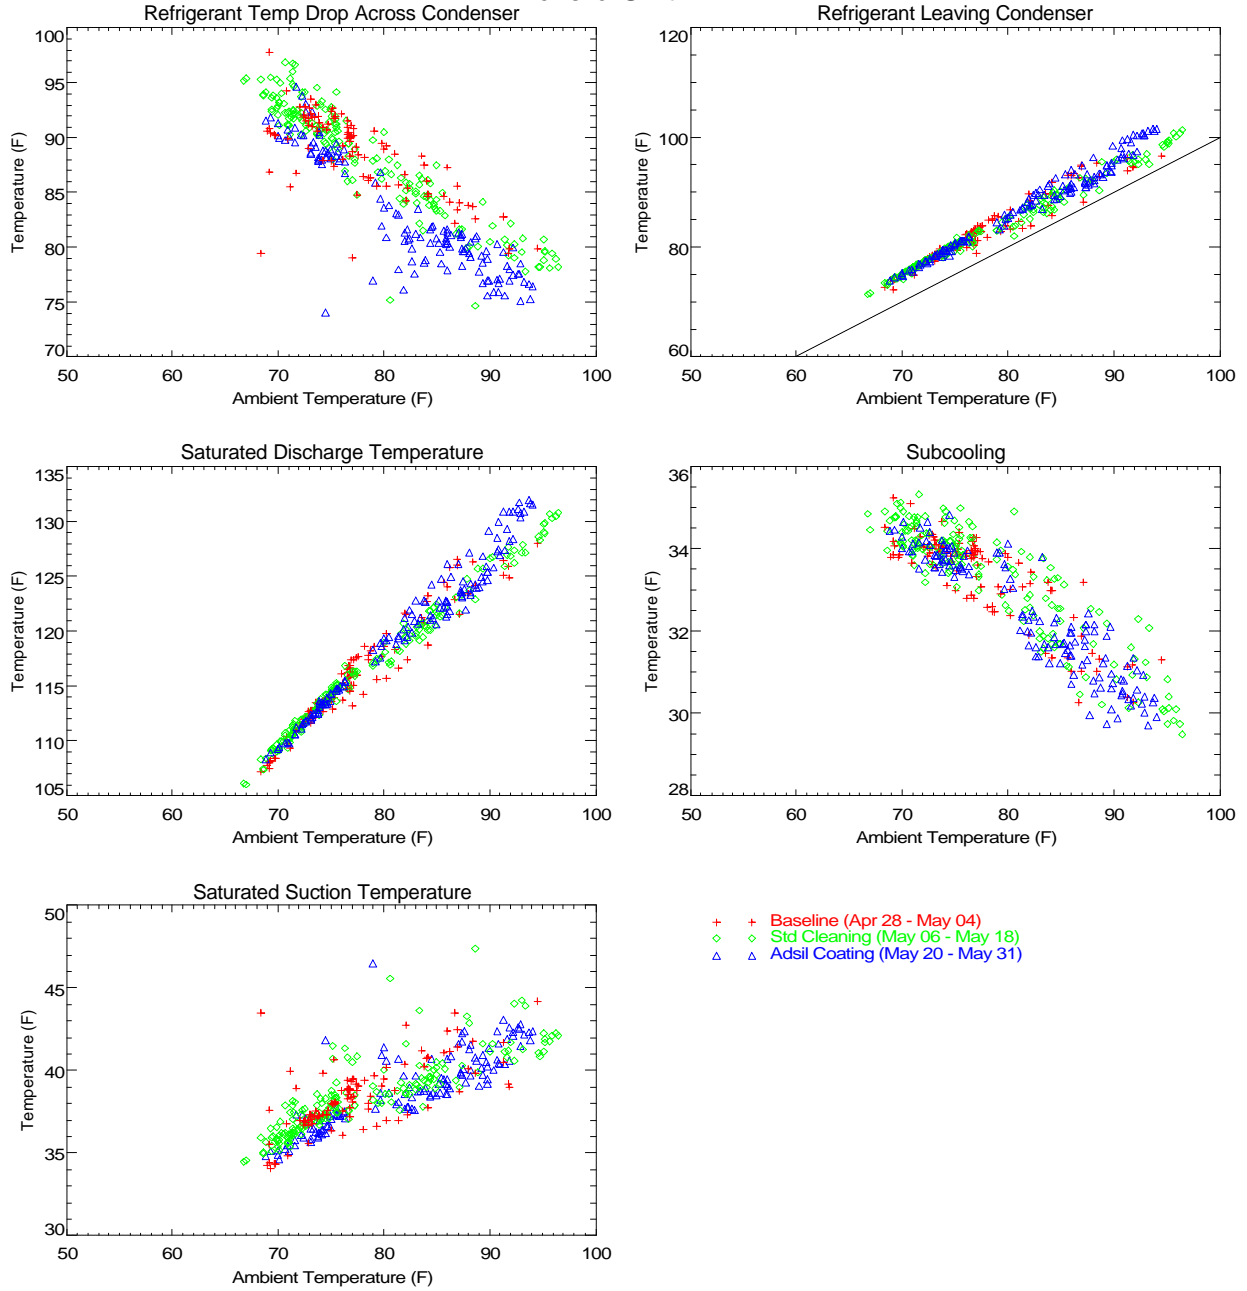 Refrigerant Temp Drop Across Condenser
100
95
90
85
80
75
70
50 60 70 80 90 100
Temperature (F)
Ambient Temperature (F)
Refrigerant Leaving Condenser
120
100
80
60
50 60 70 80 90 100
Temperature (F)
Ambient Temperature (F)
Saturated Discharge Temperature
135
130
125
120
115
110
105
50 60 70 80 90 100
Temperature (F)
Ambient Temperature (F)
Subcooling
36
34
32
30
28
50 60 70 80 90 100
Temperature (F)
Ambient Temperature (F)
Saturated Suction Temperature
50
45
40
35
30
50 60 70 80 90 100
Temperature (F)
Ambient Temperature (F)
Baseline (Apr 28 - May 04)
Std Cleaning (May 06 - May 18)
Adsil Coating (May 20 - May 31)